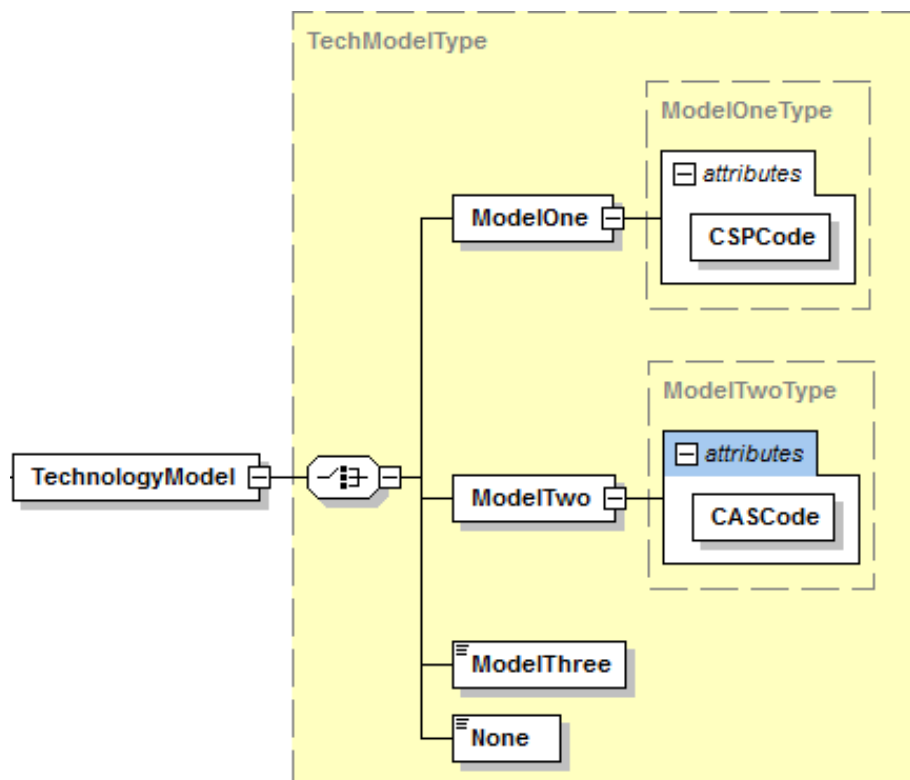 TechModelType
ModelOneType
attributes
ModelOne
CSPCode
ModelTwoType
attributes
TechnologyModel
ModelTwo
CASCode
ModelThree
None